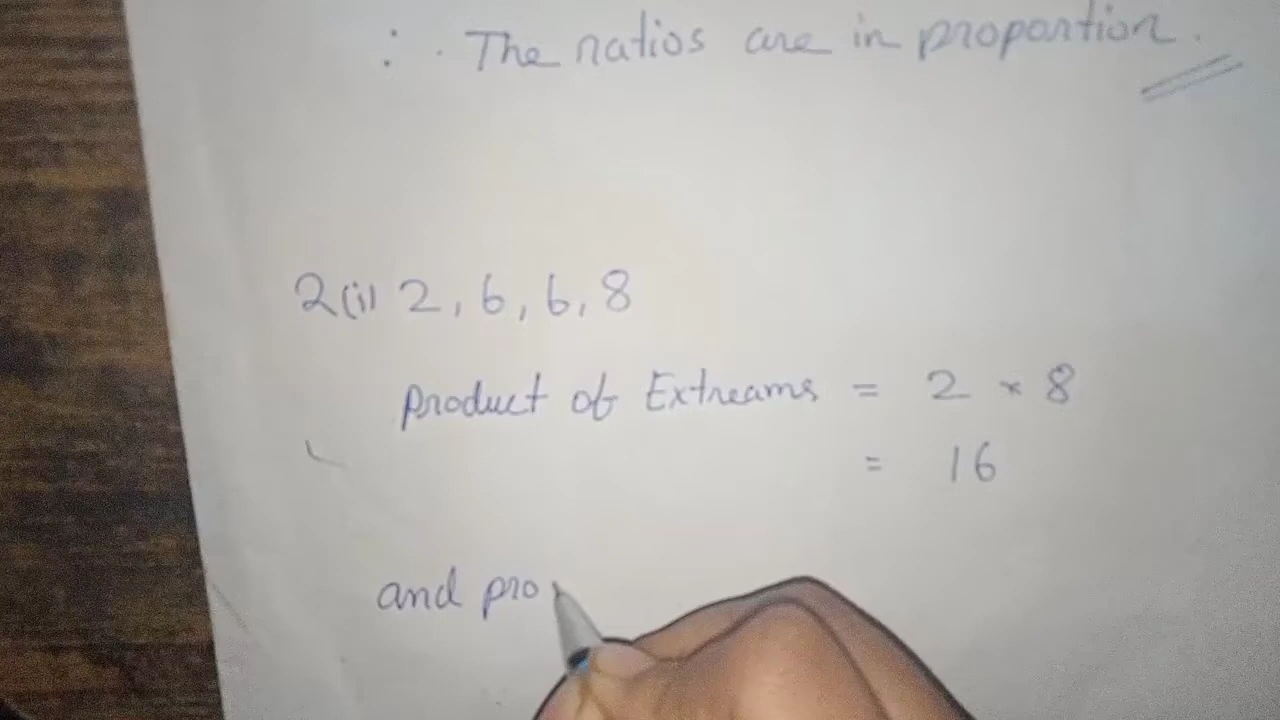 ∴ The ratios are in proportion.
2(i) 2, 6, 6, 8
Product of Extreams = 2 × 8
= 16
and pro